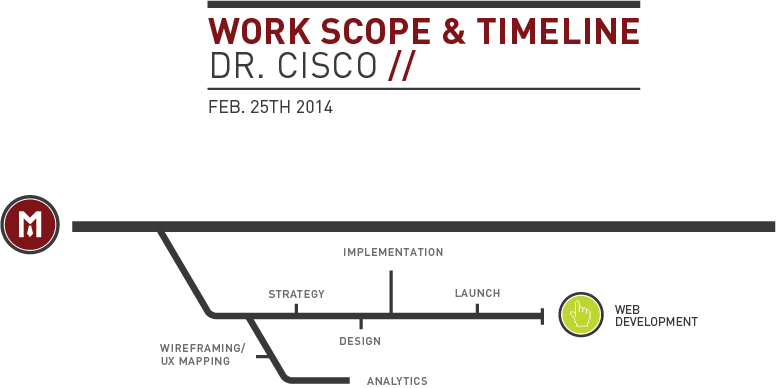 WORK SCOPE & TIMELINE
DR. CISCO //
FEB. 25TH 2014
M
IMPLEMENTATION
STRATEGY
LAUNCH
WEB
DEVELOPMENT
DESIGN
WIREFRAMING/
UX MAPPING
ANALYTICS